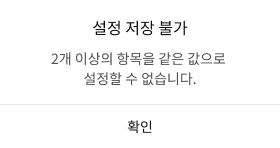 설정 저장 불가
2개 이상의 항목을 같은 값으로
설정할 수 없습니다.
확인